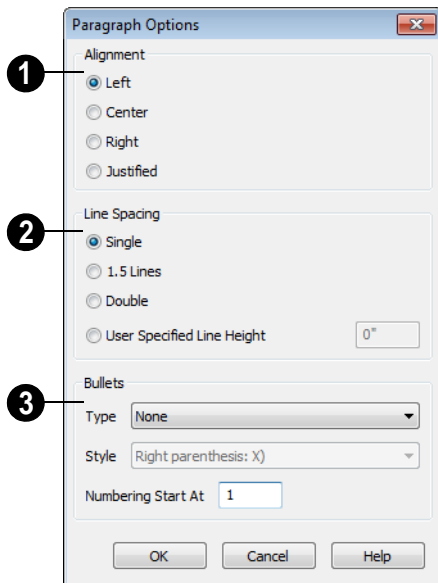 Paragraph Options
Alignment
1
Left
Center
Right
Justified
Line Spacing
2
Single
1.5 Lines
Double
User Specified Line Height 0"
Bullets
3
Type None
Style Right parenthesis: X)
Numbering Start At 1
OK Cancel Help